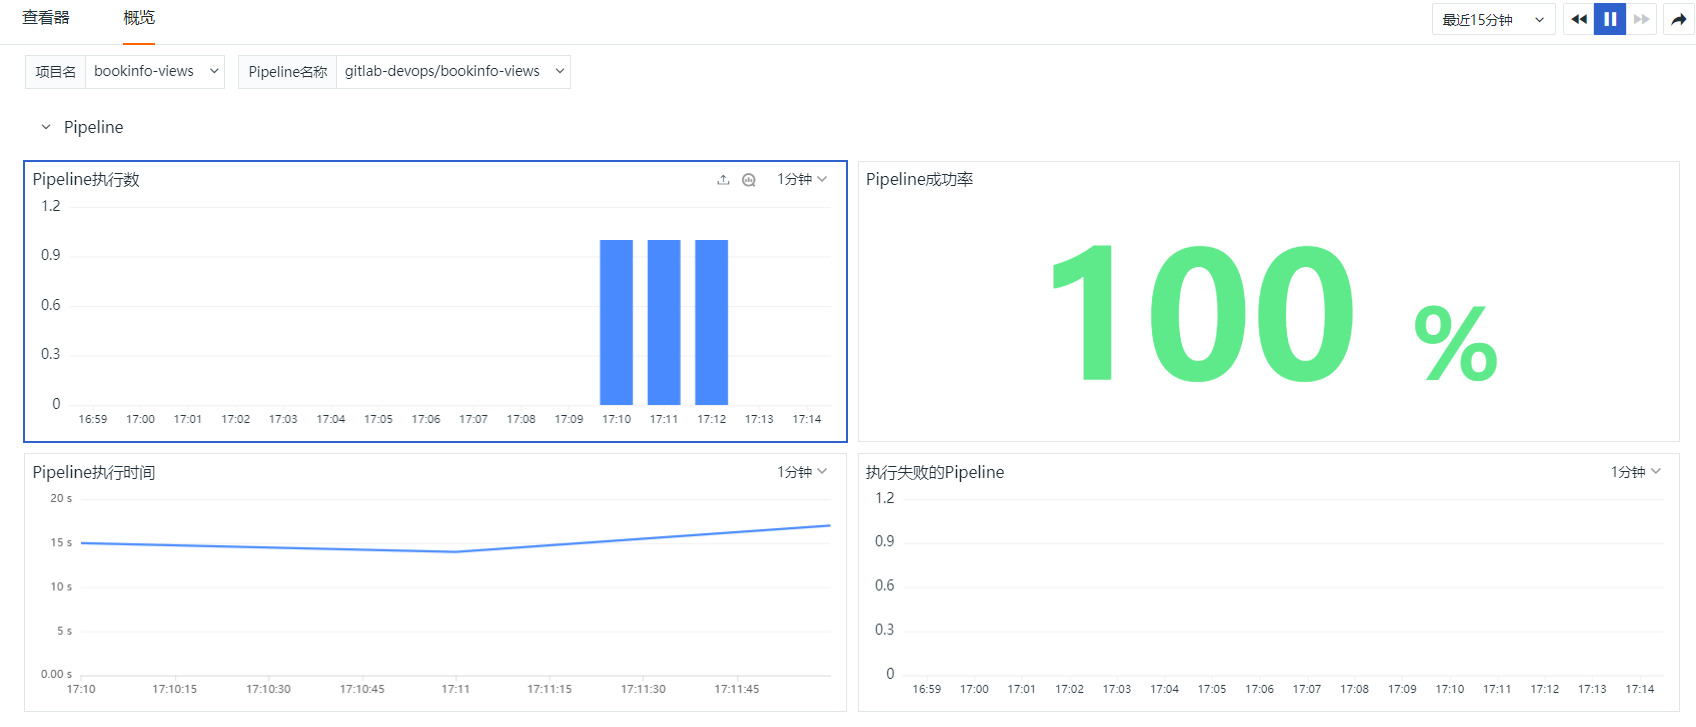 查看器 概览 最近15分钟
项目名 bookinfo-views Pipeline名称 gitlab-devops/bookinfo-views
Pipeline
Pipeline执行数 1分钟
1.2
0.9
0.6
0.3
0
16:59 17:00 17:01 17:02 17:03 17:04 17:05 17:06 17:07 17:08 17:09 17:10 17:11 17:12 17:13 17:14
Pipeline成功率
100 %
Pipeline执行时间 1分钟
20 s
15 s
10 s
5 s
0.00 s
17:10 17:10:15 17:10:30 17:10:45 17:11 17:11:15 17:11:30 17:11:45
执行失败的Pipeline 1分钟
1.2
0.9
0.6
0.3
0
16:59 17:00 17:01 17:02 17:03 17:04 17:05 17:06 17:07 17:08 17:09 17:10 17:11 17:12 17:13 17:14